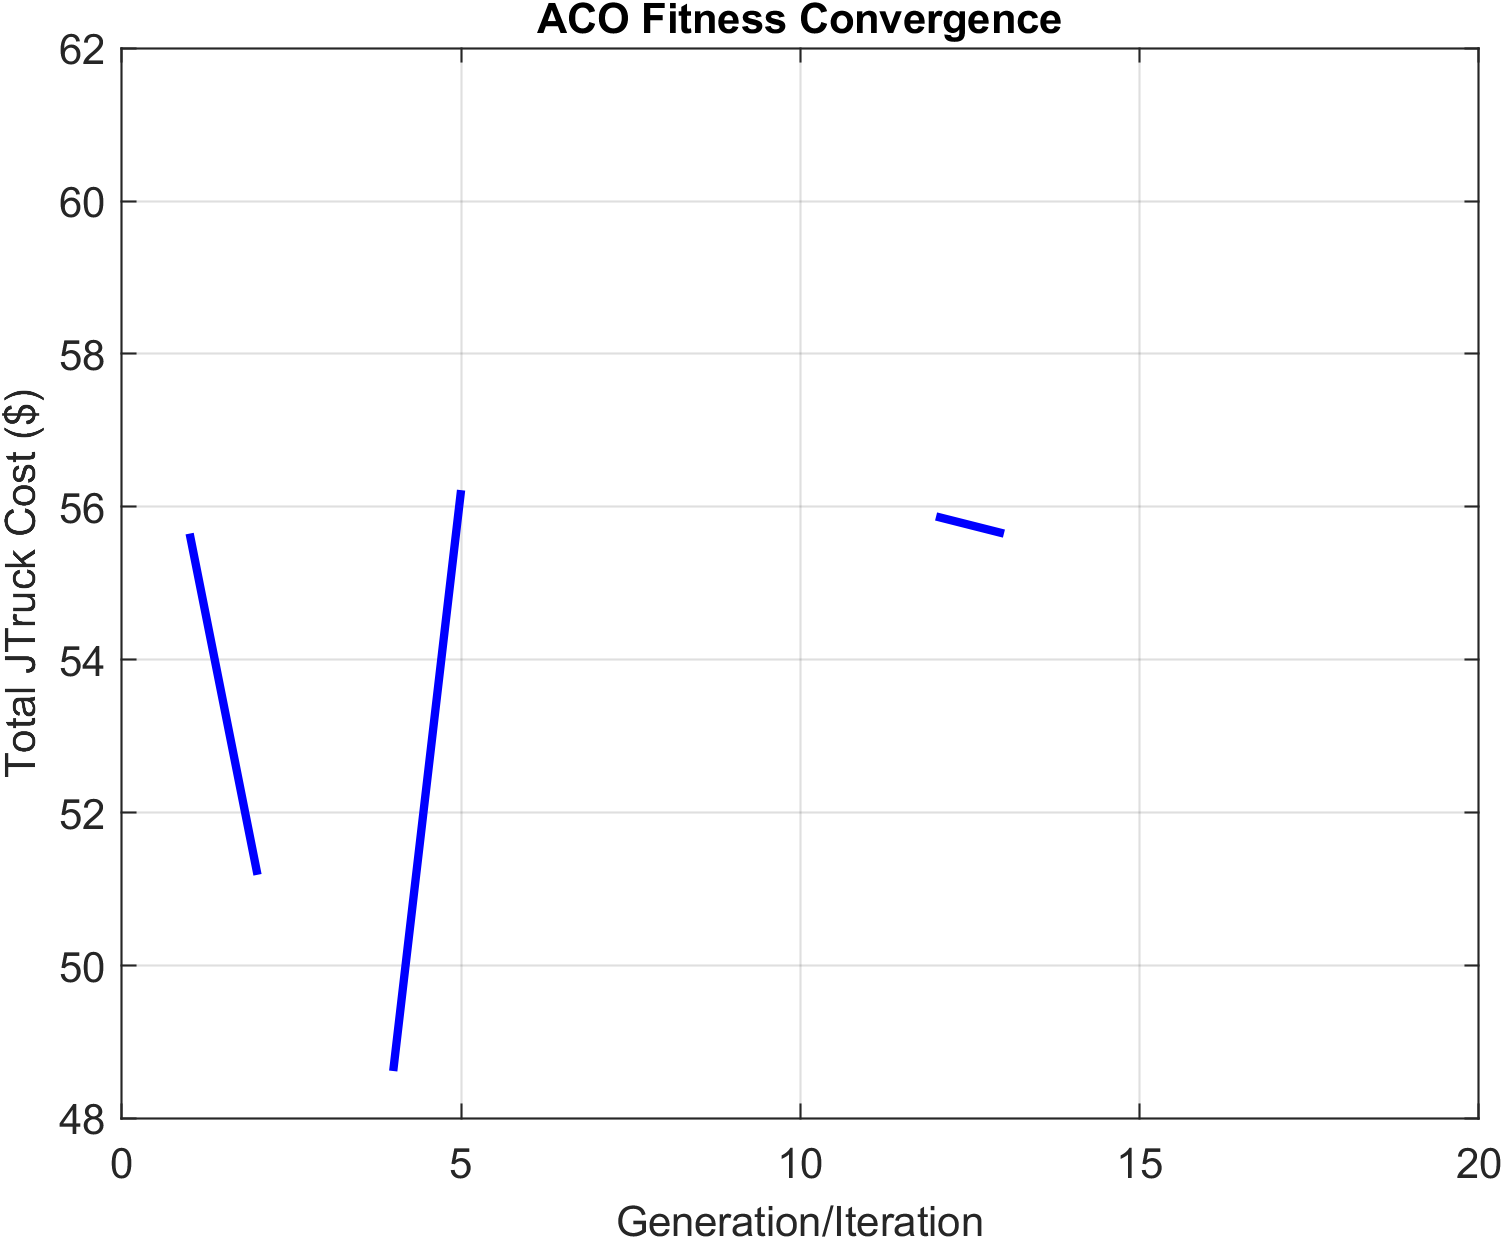 ACO Fitness Convergence
62
60
58
56
54
52
50
48
Total JTruck Cost ($)
0 5 10 15 20
Generation/Iteration